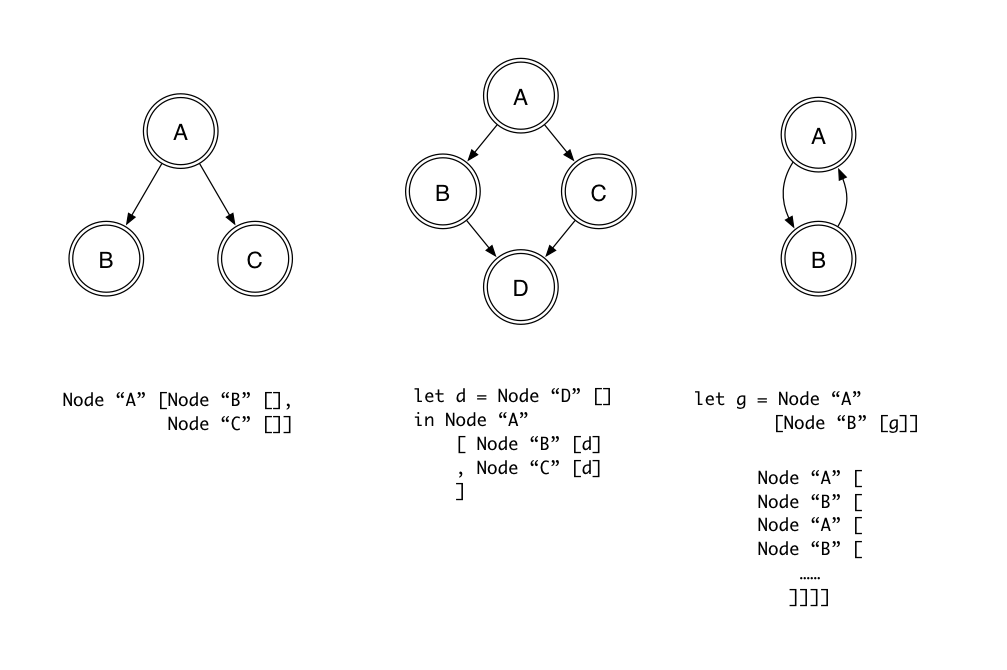 A
B
C
A
B
C
D
A
B
Node “A” [Node “B” [],
Node “C” []]
let d = Node “D” []
in Node “A”
[ Node “B” [d]
, Node “C” [d]
]
let g = Node “A”
[Node “B” [g]]
Node “A” [
Node “B” [
Node “A” [
Node “B” [
……
]]]]